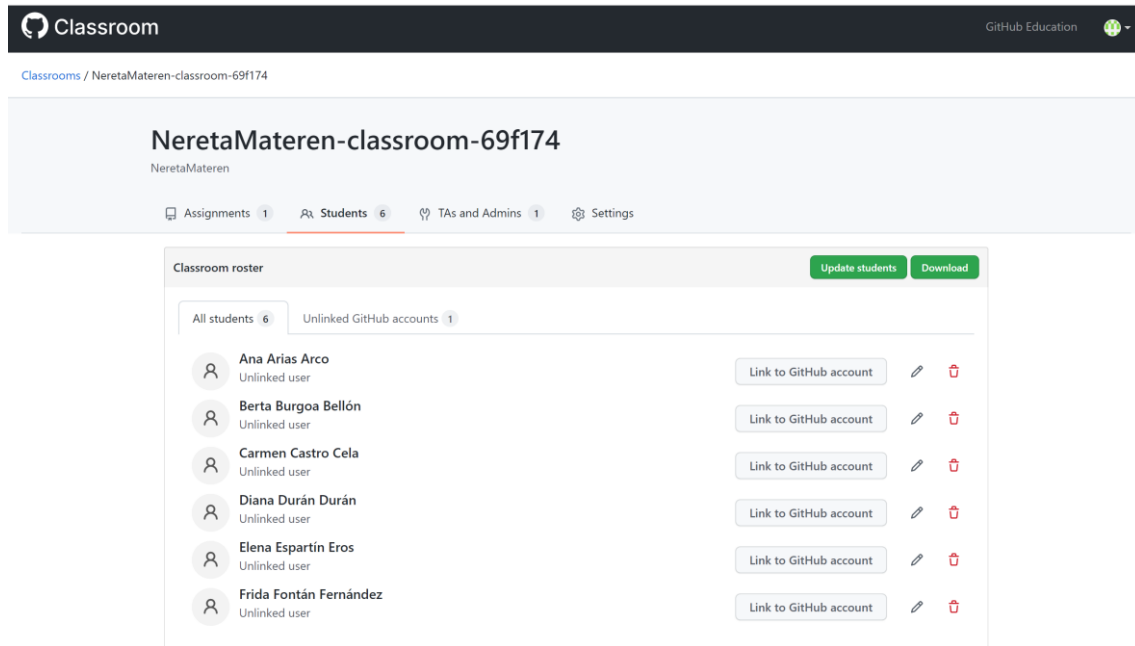 Classroom GitHub Education
Classrooms / NeretaMateren-classroom-69f174
NeretaMateren-classroom-69f174
NeretaMateren
Assignments 1 Students 6 TAs and Admins 1 Settings
Classroom roster Update students Download
All students 6 Unlinked GitHub accounts 1
Ana Arias Arco
Unlinked user Link to GitHub account
Berta Burgoa Bellón
Unlinked user Link to GitHub account
Carmen Castro Cela
Unlinked user Link to GitHub account
Diana Durán Durán
Unlinked user Link to GitHub account
Elena Espartín Eros
Unlinked user Link to GitHub account
Frida Fontán Fernández
Unlinked user Link to GitHub account